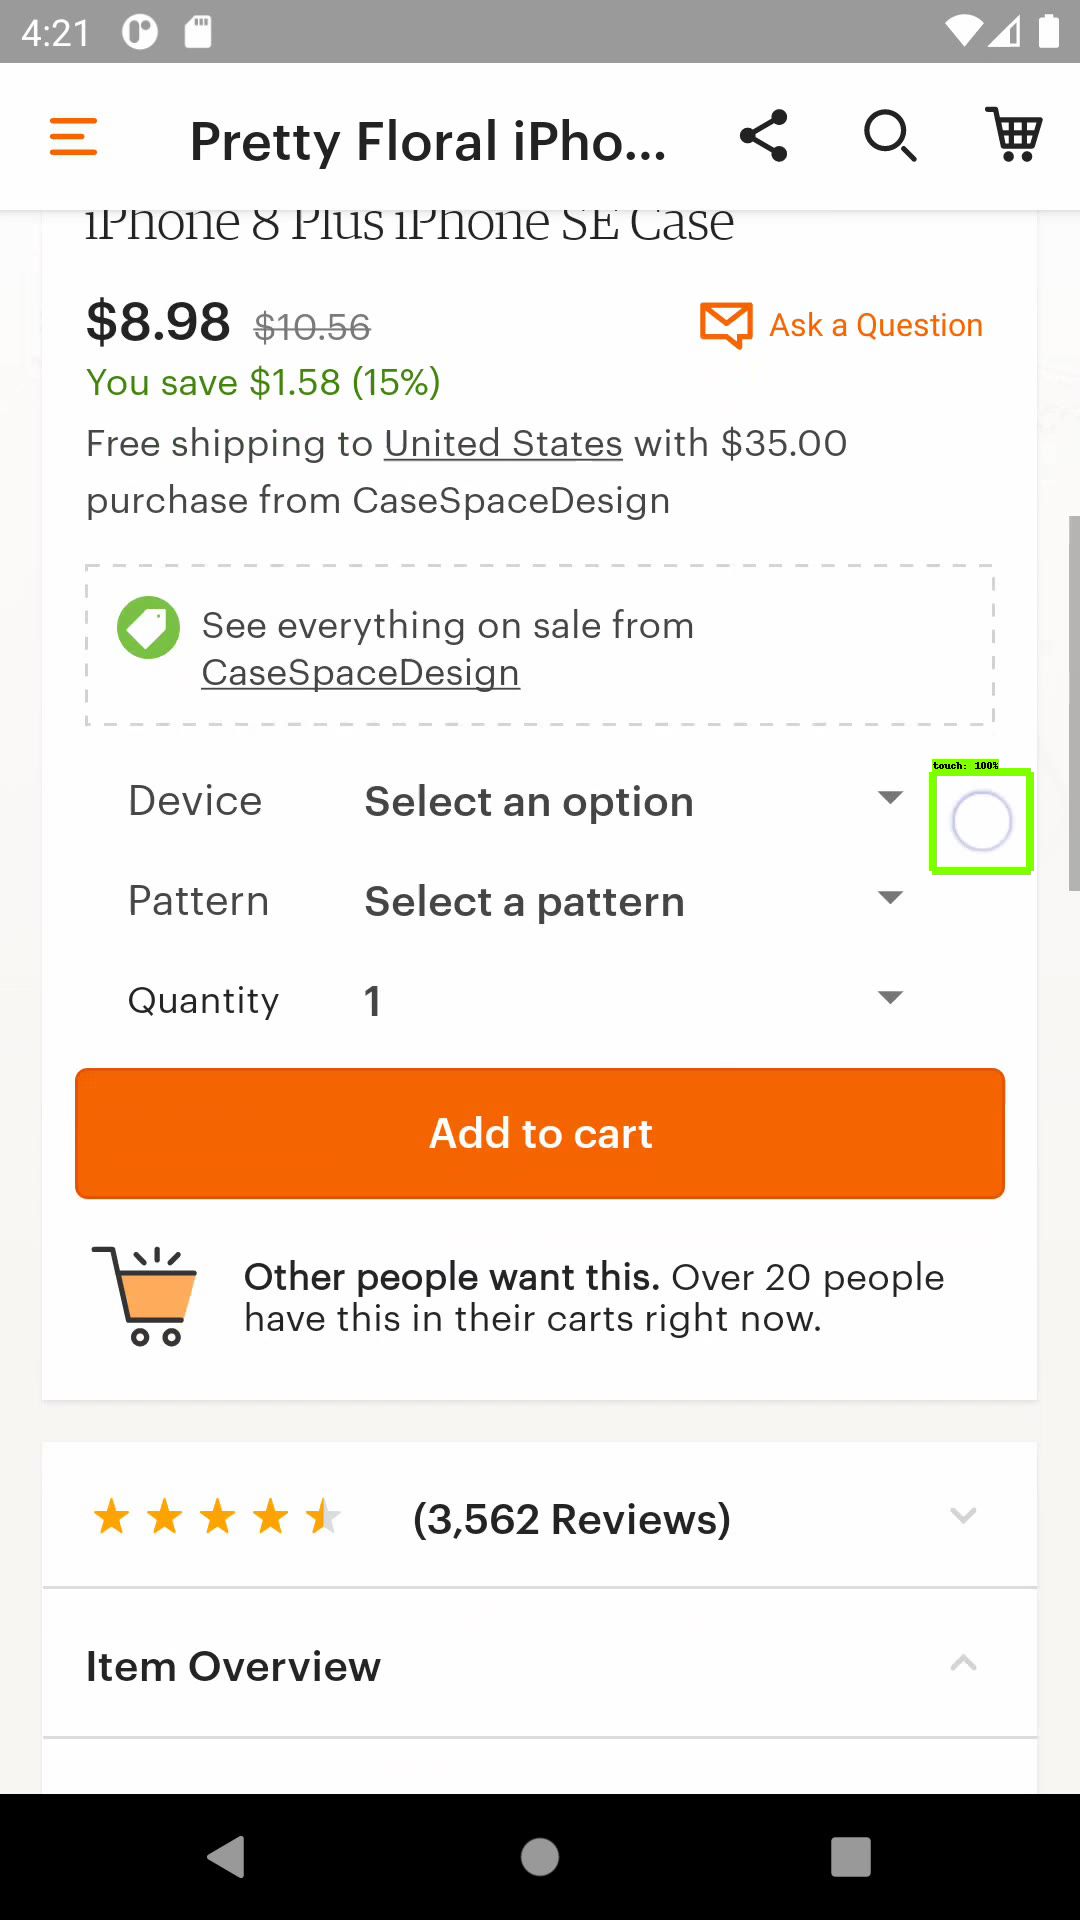 4:21
Pretty Floral iPho...
iPhone 8 Plus iPhone SE Case
$8.98 $10.56
Ask a Question
You save $1.58 (15%)
Free shipping to United States with $35.00
purchase from CaseSpaceDesign
See everything on sale from
CaseSpaceDesign
touch: 100%
Device Select an option
Pattern Select a pattern
Quantity 1
Add to cart
Other people want this. Over 20 people
have this in their carts right now.
(3,562 Reviews)
Item Overview